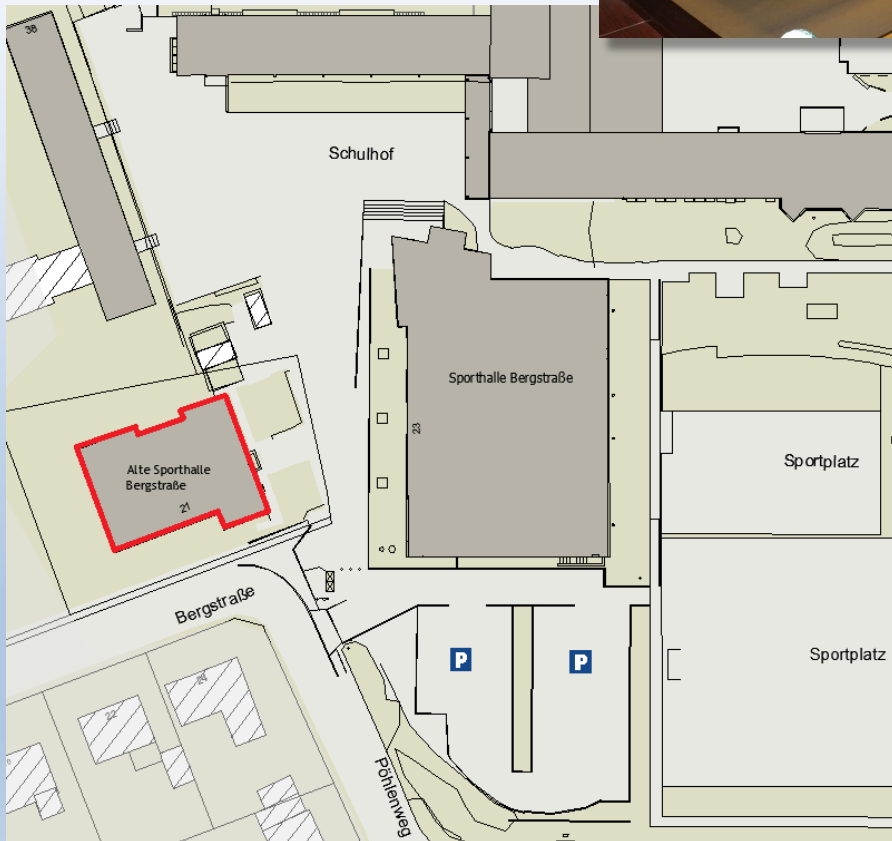 38
Schulhof
Sporthalle Bergstraße
23
Sportplatz
Alte Sporthalle
Bergstraße
21
Bergstraße
P
P
Sportplatz
24
22
Pöhlenweg